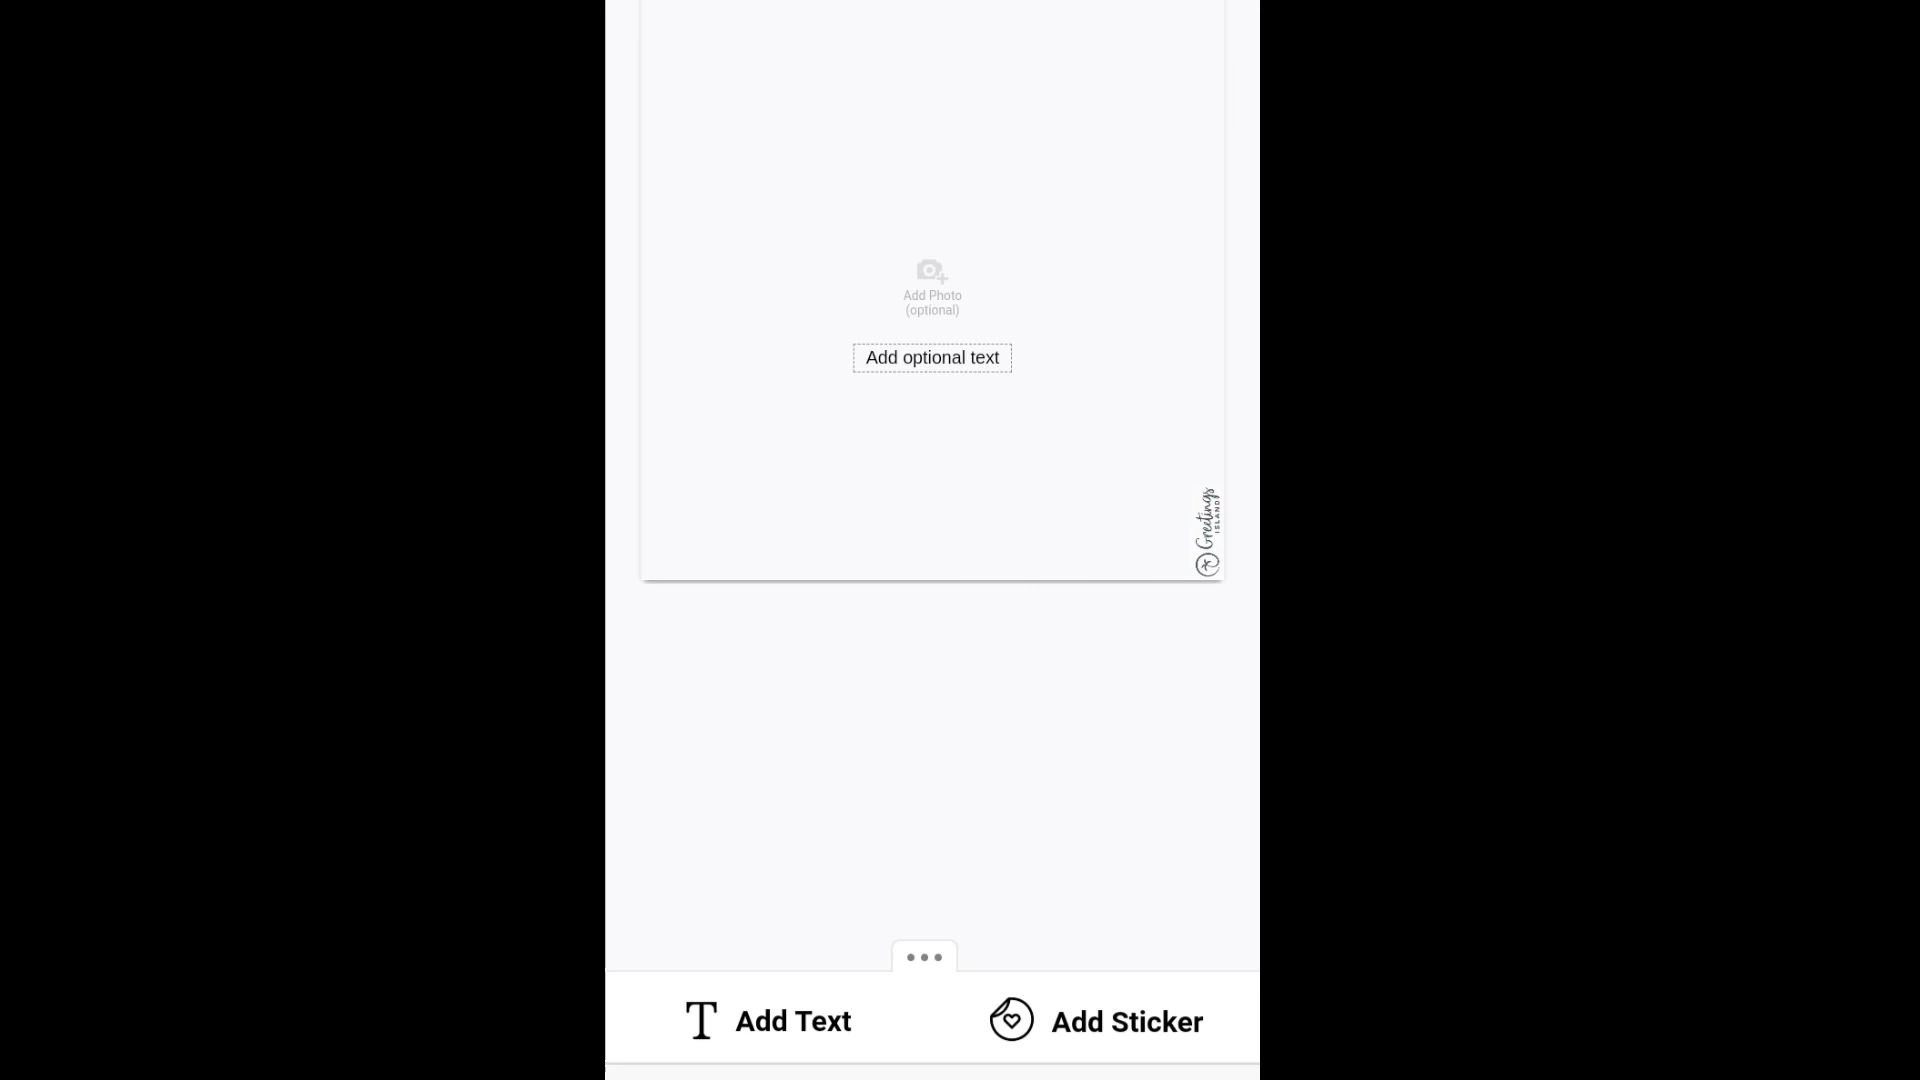 Add Photo
(optional)
Add optional text
Greetings
ISLAND
Add Text
Add Sticker